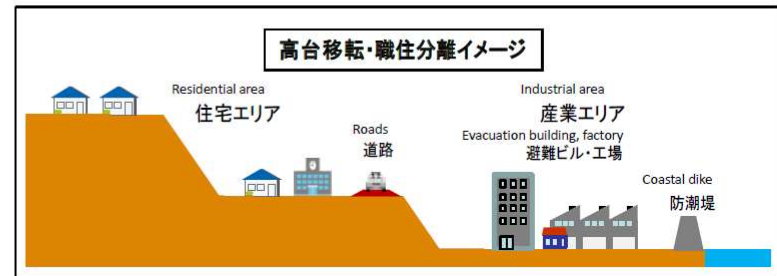 高台移転・職住分離イメージ
Residential area
住宅エリア
Roads
道路
Industrial area
産業エリア
Evacuation building, factory
避難ビル・工場
Coastal dike
防潮堤